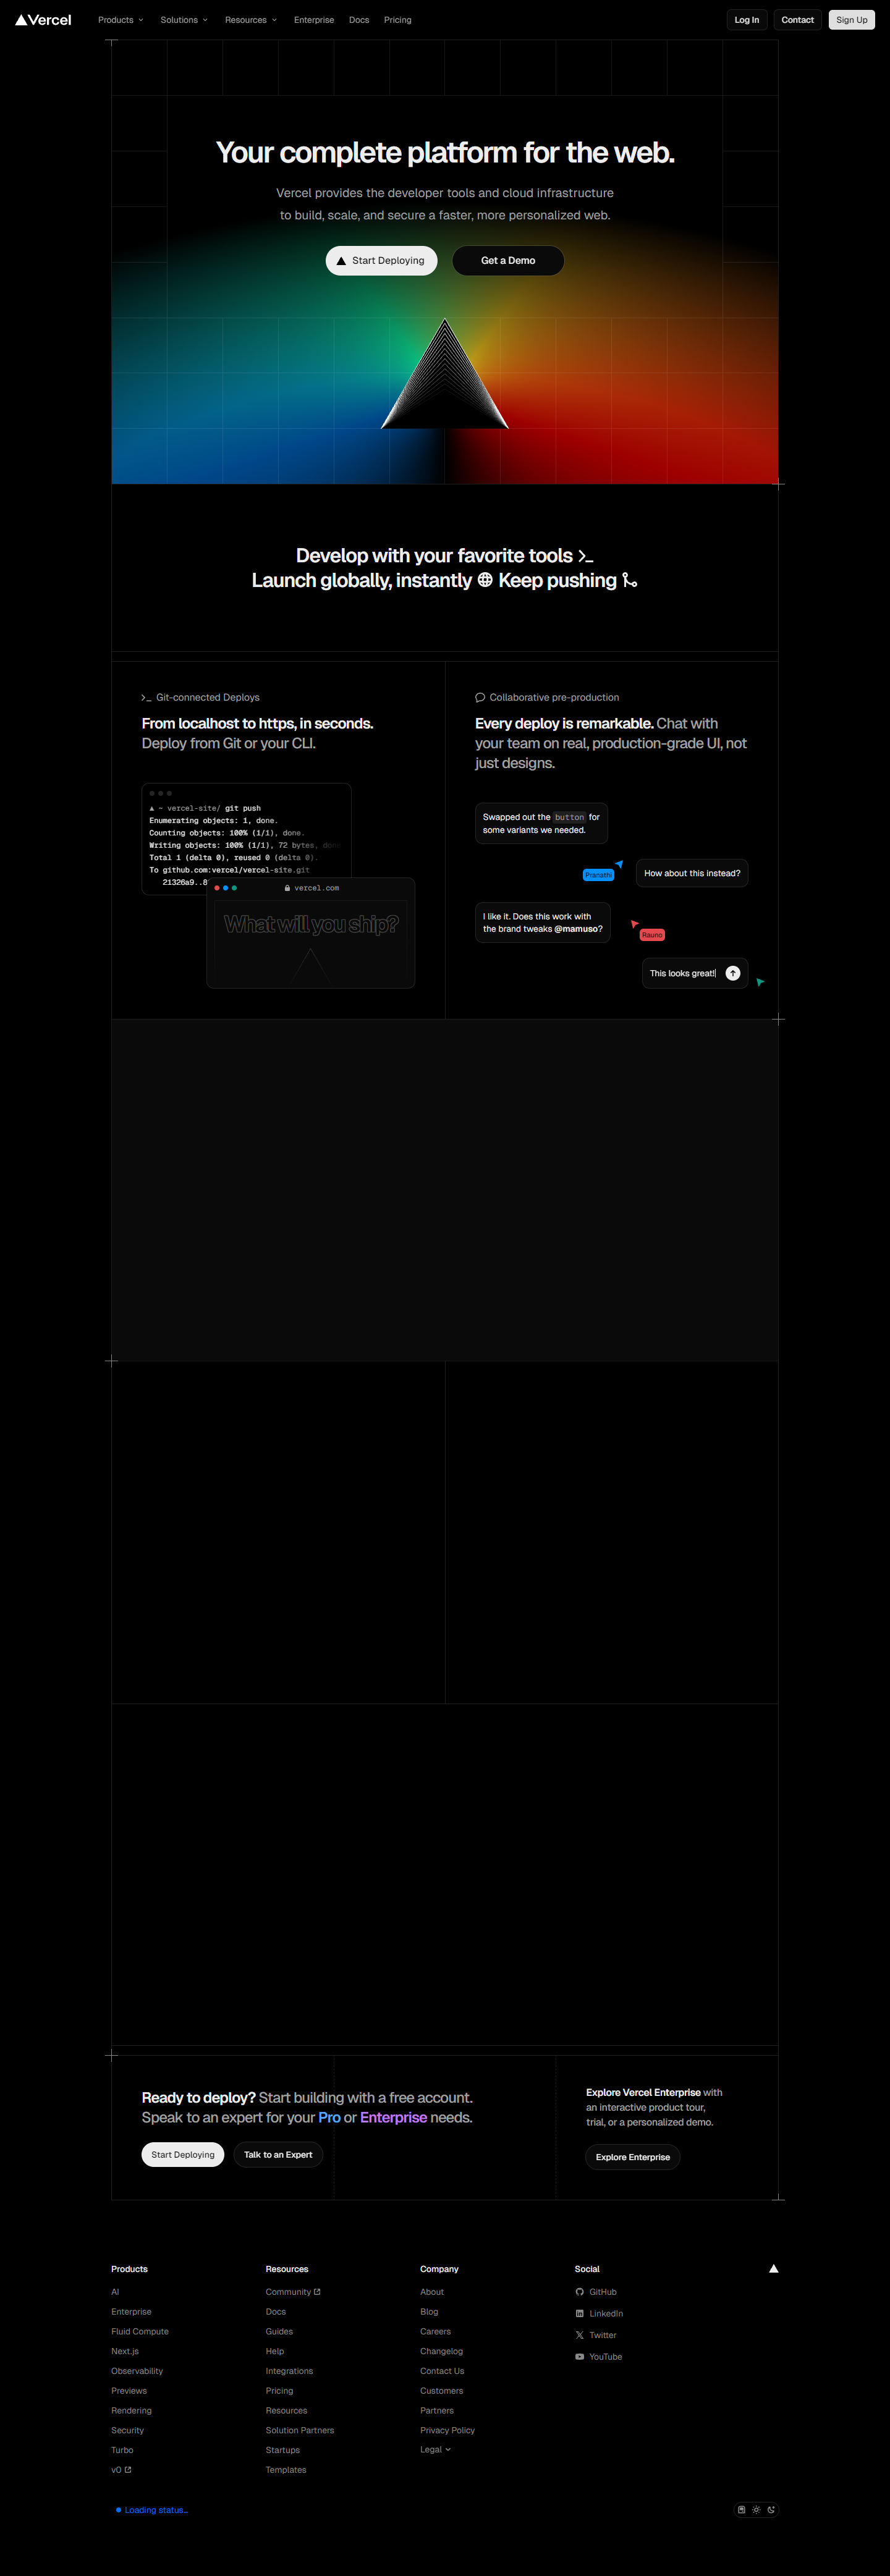 Vercel
Products
Solutions
Resources
Enterprise
Docs
Pricing
Log In
Contact
Sign Up
Your complete platform for the web.
Vercel provides the developer tools and cloud infrastructure
to build, scale, and secure a faster, more personalized web.
Start Deploying
Get a Demo
Develop with your favorite tools
Launch globally, instantly Keep pushing
Git-connected Deploys
From localhost to https, in seconds.
Deploy from Git or your CLI.
▲ ~ vercel-site/ git push
Enumerating objects: 1, done.
Counting objects: 100% (1/1), done.
Writing objects: 100% (1/1), 72 bytes, done
Total 1 (delta 0), reused 0 (delta 0).
To github.com:vercel/vercel-site.git
21326a9..8
vercel.com
What will you ship?
Collaborative pre-production
Every deploy is remarkable. Chat with
your team on real, production-grade UI, not
just designs.
Swapped out the button for
some variants we needed.
Pranathi
How about this instead?
I like it. Does this work with
the brand tweaks @mamuso?
Rauno
This looks great!
Ready to deploy? Start building with a free account.
Speak to an expert for your Pro or Enterprise needs.
Start Deploying
Talk to an Expert
Explore Vercel Enterprise with
an interactive product tour,
trial, or a personalized demo.
Explore Enterprise
Products
AI
Enterprise
Fluid Compute
Next.js
Observability
Previews
Rendering
Security
Turbo
v0
Resources
Community
Docs
Guides
Help
Integrations
Pricing
Resources
Solution Partners
Startups
Templates
Company
About
Blog
Careers
Changelog
Contact Us
Customers
Partners
Privacy Policy
Legal
Social
GitHub
LinkedIn
Twitter
YouTube
Loading status…